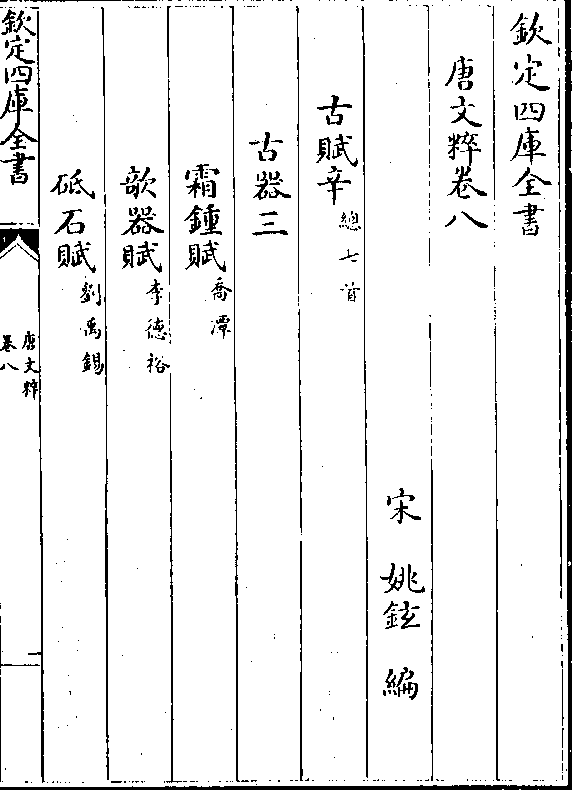 欽定四庫全書
唐文粹卷八
宋 姚鉉 編
古賦辛 總七首
古器三
霜鍾賦 喬潭
欹器賦 李德裕
砥石賦 劉禹錫
欽定四庫全書
唐文粹
卷八
一